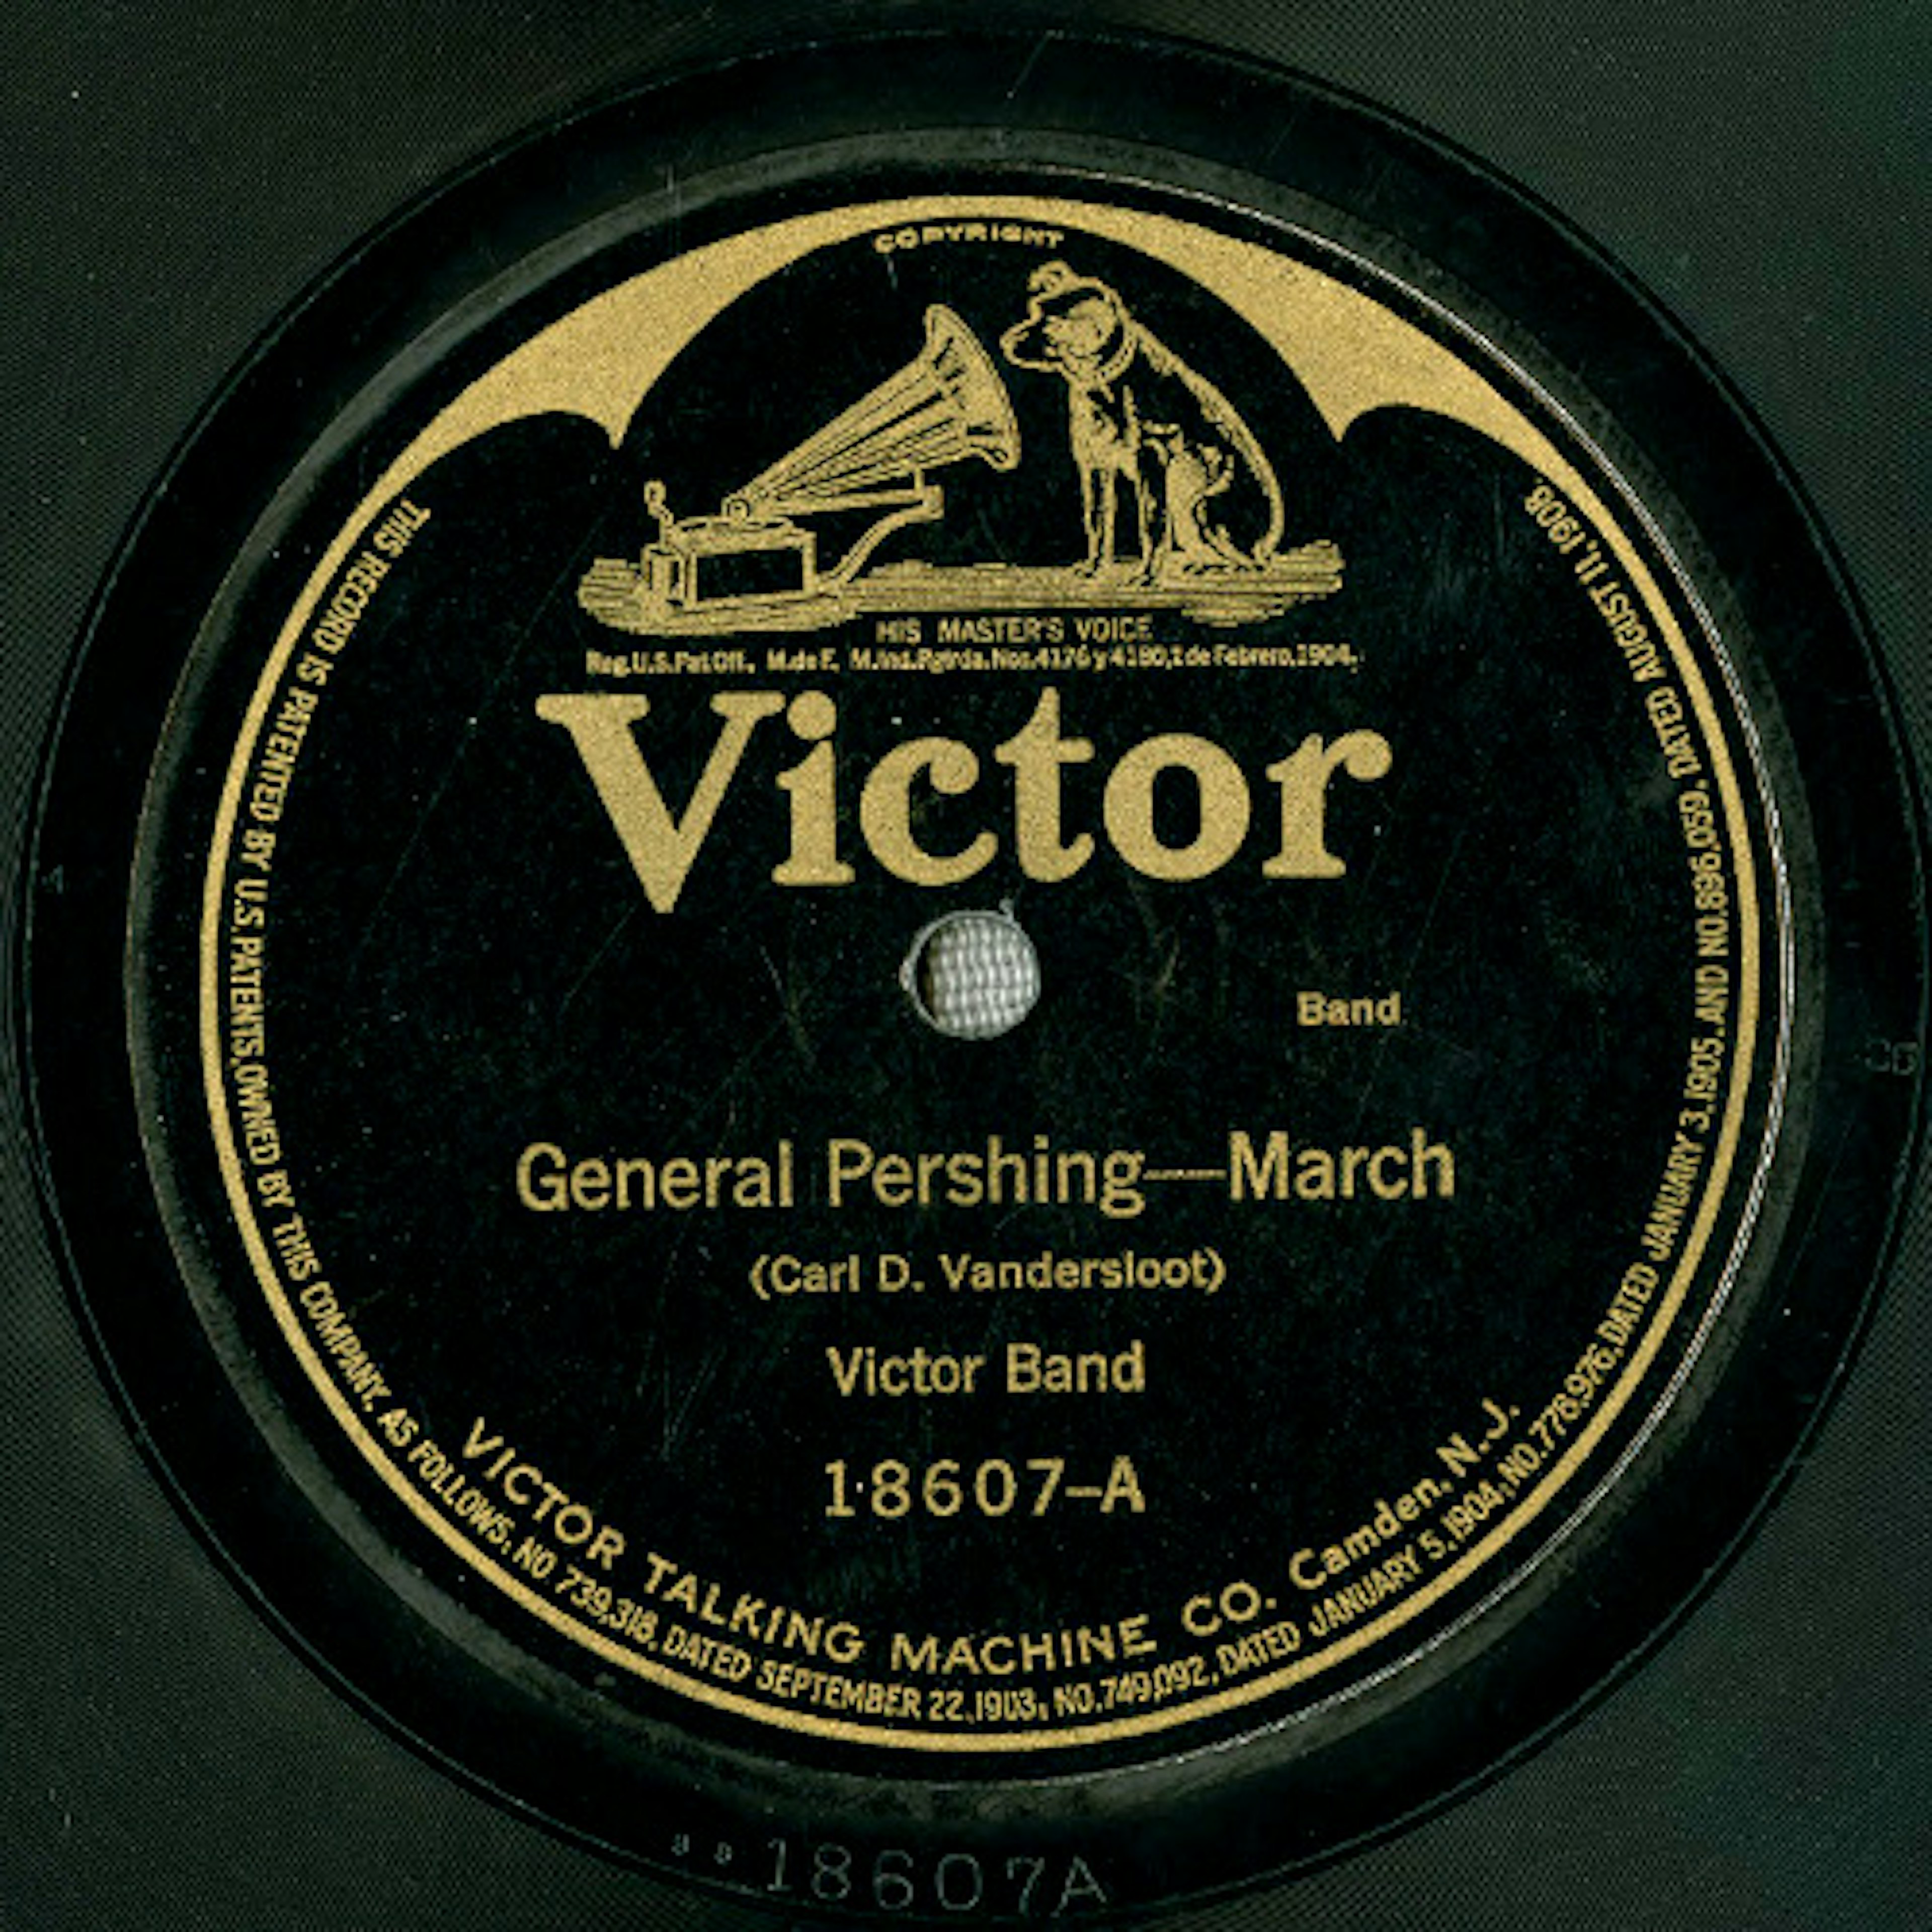 COPYRIGHT
HIS MASTER'S VOICE
Reg.U.S.Pat.Off. M.de F. M.Ind.Rgtrda.Nos.4176 y 4180,1 de Febrero,1904.
Victor
Band
General Pershing—March
(Carl D. Vandersloot)
Victor Band
18607-A
VICTOR TALKING MACHINE CO. Camden, N.J.
THIS RECORD IS PATENTED BY U.S. PATENTS, OWNED BY THIS COMPANY, AS FOLLOWS: NO. 739,318, DATED SEPTEMBER 22, 1903; NO. 749,092, DATED JANUARY 5, 1904; NO. 778,976, DATED JANUARY 3, 1905, AND NO. 896,059, DATED AUGUST 11, 1908.
18607A